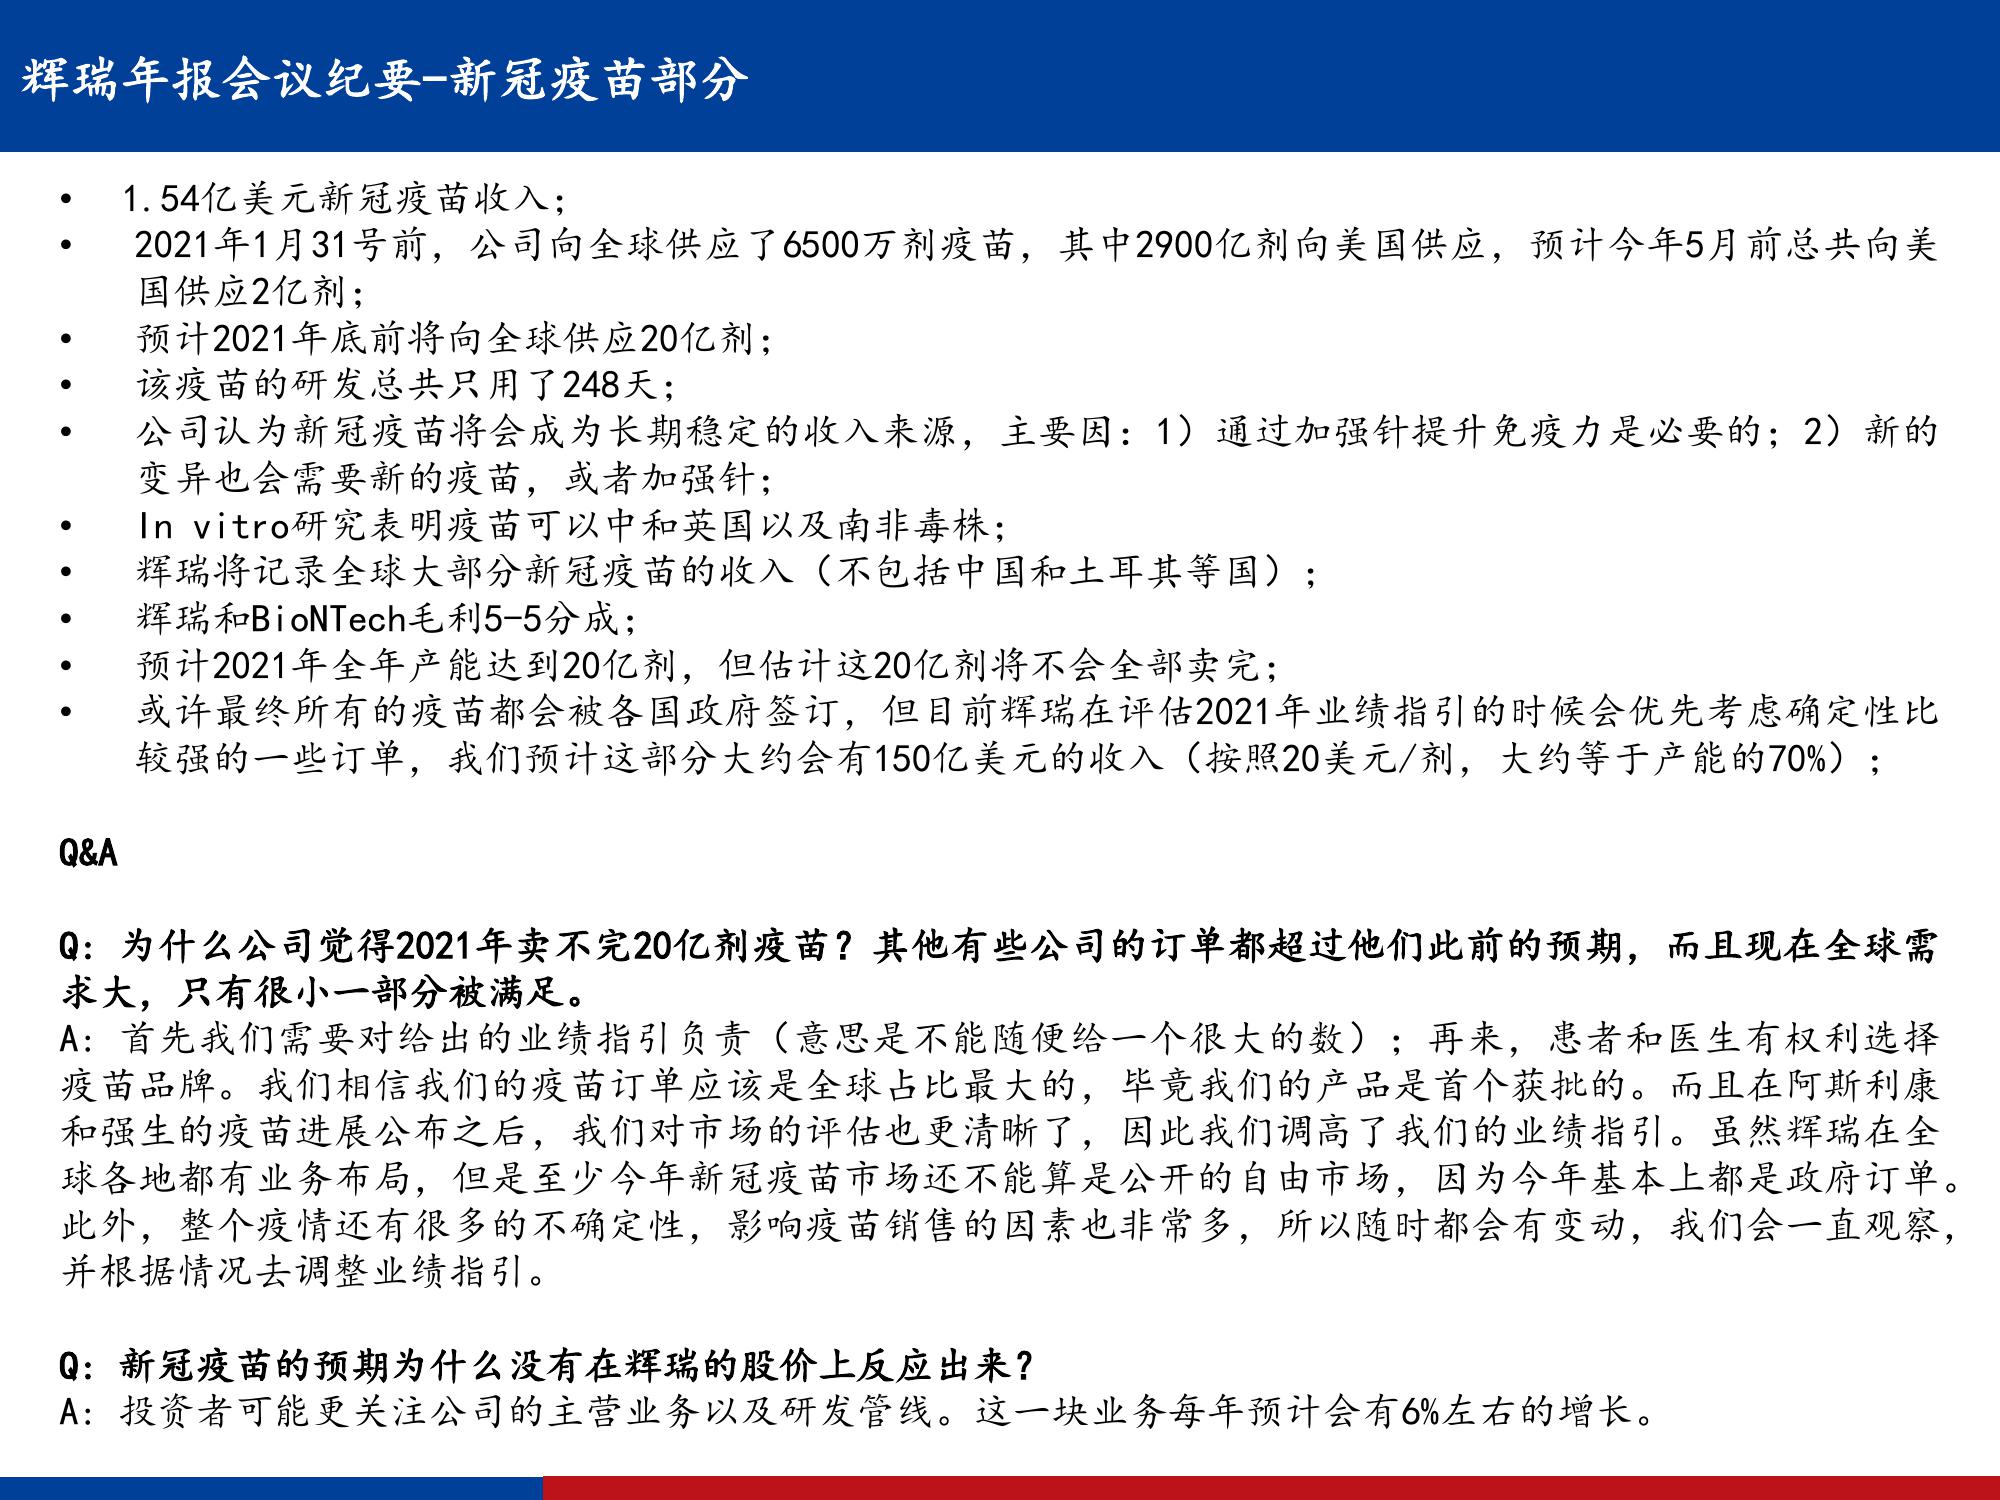 辉瑞年报会议纪要-新冠疫苗部分
• 1.54亿美元新冠疫苗收入；
• 2021年1月31号前，公司向全球供应了6500万剂疫苗，其中2900亿剂向美国供应，预计今年5月前总共向美
国供应2亿剂；
• 预计2021年底前将向全球供应20亿剂；
• 该疫苗的研发总共只用了248天；
• 公司认为新冠疫苗将会成为长期稳定的收入来源，主要因：1）通过加强针提升免疫力是必要的；2）新的
变异也会需要新的疫苗，或者加强针；
• In vitro研究表明疫苗可以中和英国以及南非毒株；
• 辉瑞将记录全球大部分新冠疫苗的收入（不包括中国和土耳其等国）；
• 辉瑞和BioNTech毛利5-5分成；
• 预计2021年全年产能达到20亿剂，但估计这20亿剂将不会全部卖完；
• 或许最终所有的疫苗都会被各国政府签订，但目前辉瑞在评估2021年业绩指引的时候会优先考虑确定性比
较强的一些订单，我们预计这部分大约会有150亿美元的收入（按照20美元/剂，大约等于产能的70%）；
Q&A
Q: 为什么公司觉得2021年卖不完20亿剂疫苗？其他有些公司的订单都超过他们此前的预期，而且现在全球需
求大，只有很小一部分被满足。
A: 首先我们需要对给出的业绩指引负责（意思是不能随便给一个很大的数）；再来，患者和医生有权利选择
疫苗品牌。我们相信我们的疫苗订单应该是全球占比最大的，毕竟我们的产品是首个获批的。而且在阿斯利康
和强生的疫苗进展公布之后，我们对市场的评估也更清晰了，因此我们调高了我们的业绩指引。虽然辉瑞在全
球各地都有业务布局，但是至少今年新冠疫苗市场还不能算是公开的自由市场，因为今年基本上都是政府订单。
此外，整个疫情还有很多的不确定性，影响疫苗销售的因素也非常多，所以随时都会有变动，我们会一直观察，
并根据情况去调整业绩指引。
Q: 新冠疫苗的预期为什么没有在辉瑞的股价上反应出来？
A: 投资者可能更关注公司的主营业务以及研发管线。这一块业务每年预计会有6%左右的增长。